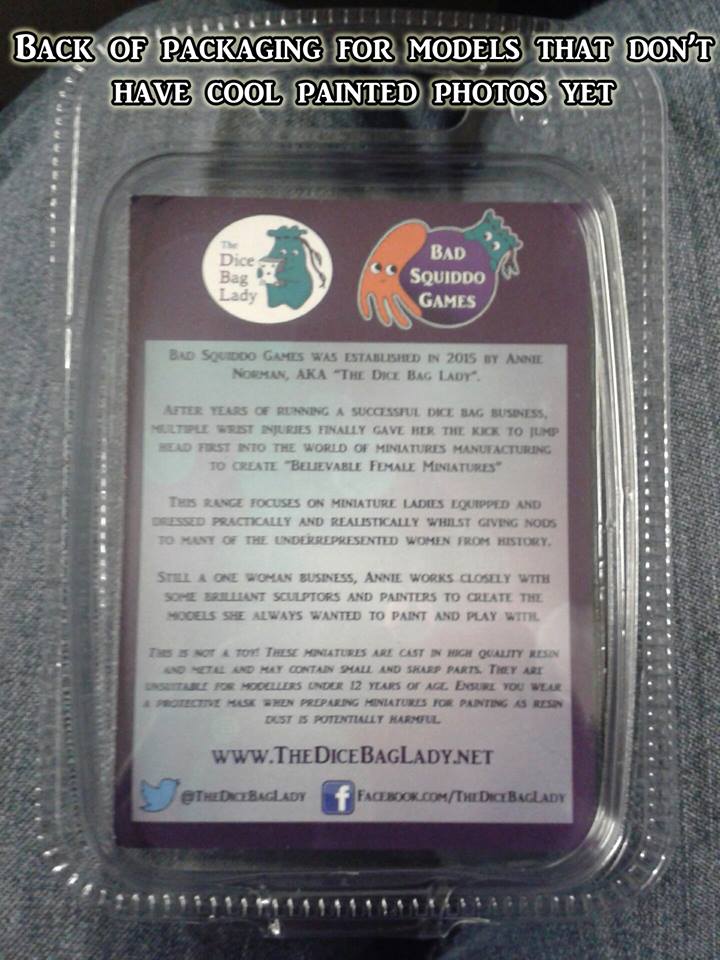 Back of packaging for models that don't
have cool painted photos yet
The
Dice
Bag
Lady
Bad
Squiddo
Games
Bad Squiddo Games was established in 2015 by Annie
Norman, AKA "The Dice Bag Lady".
After years of running a successful dice bag business,
multiple wrist injuries finally gave her the kick to jump
head first into the world of miniatures manufacturing
to create "Believable Female Miniatures"
This range focuses on miniature ladies equipped and
dressed practically and realistically whilst giving nods
to many of the underrepresented women from history.
Still a one woman business, Annie works closely with
some brilliant sculptors and painters to create the
models she always wanted to paint and play with.
This is not a toy! These miniatures are cast in high quality resin
and metal and may contain small and sharp parts. They are
unsuitable for modellers under 12 years of age. Ensure you wear
a protective mask when preparing miniatures for painting as resin
dust is potentially harmful.
www.TheDiceBagLady.net
@TheDiceBagLady Facebook.com/TheDiceBagLady